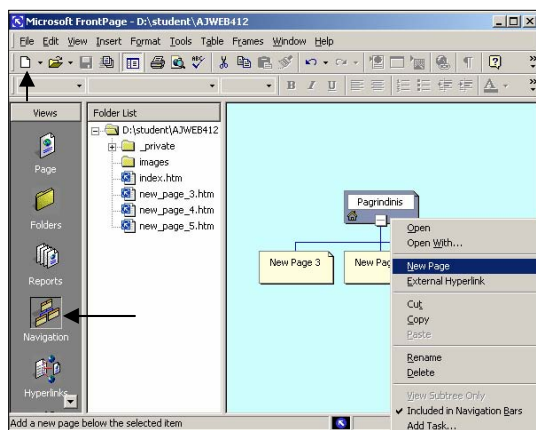 Microsoft FrontPage - D:\student\AJWEB412
File Edit View Insert Format Tools Table Frames Window Help
B I U A
Views
Folder List
Page
Folders
Reports
Navigation
Hyperlinks
D:\student\AJWEB412
_private
images
index.htm
new_page_3.htm
new_page_4.htm
new_page_5.htm
Pagrindinis
New Page 3
New Pag
Open
Open With...
New Page
External Hyperlink
Cut
Copy
Paste
Rename
Delete
View Subtree Only
Included in Navigation Bars
Add Task...
Add a new page below the selected item